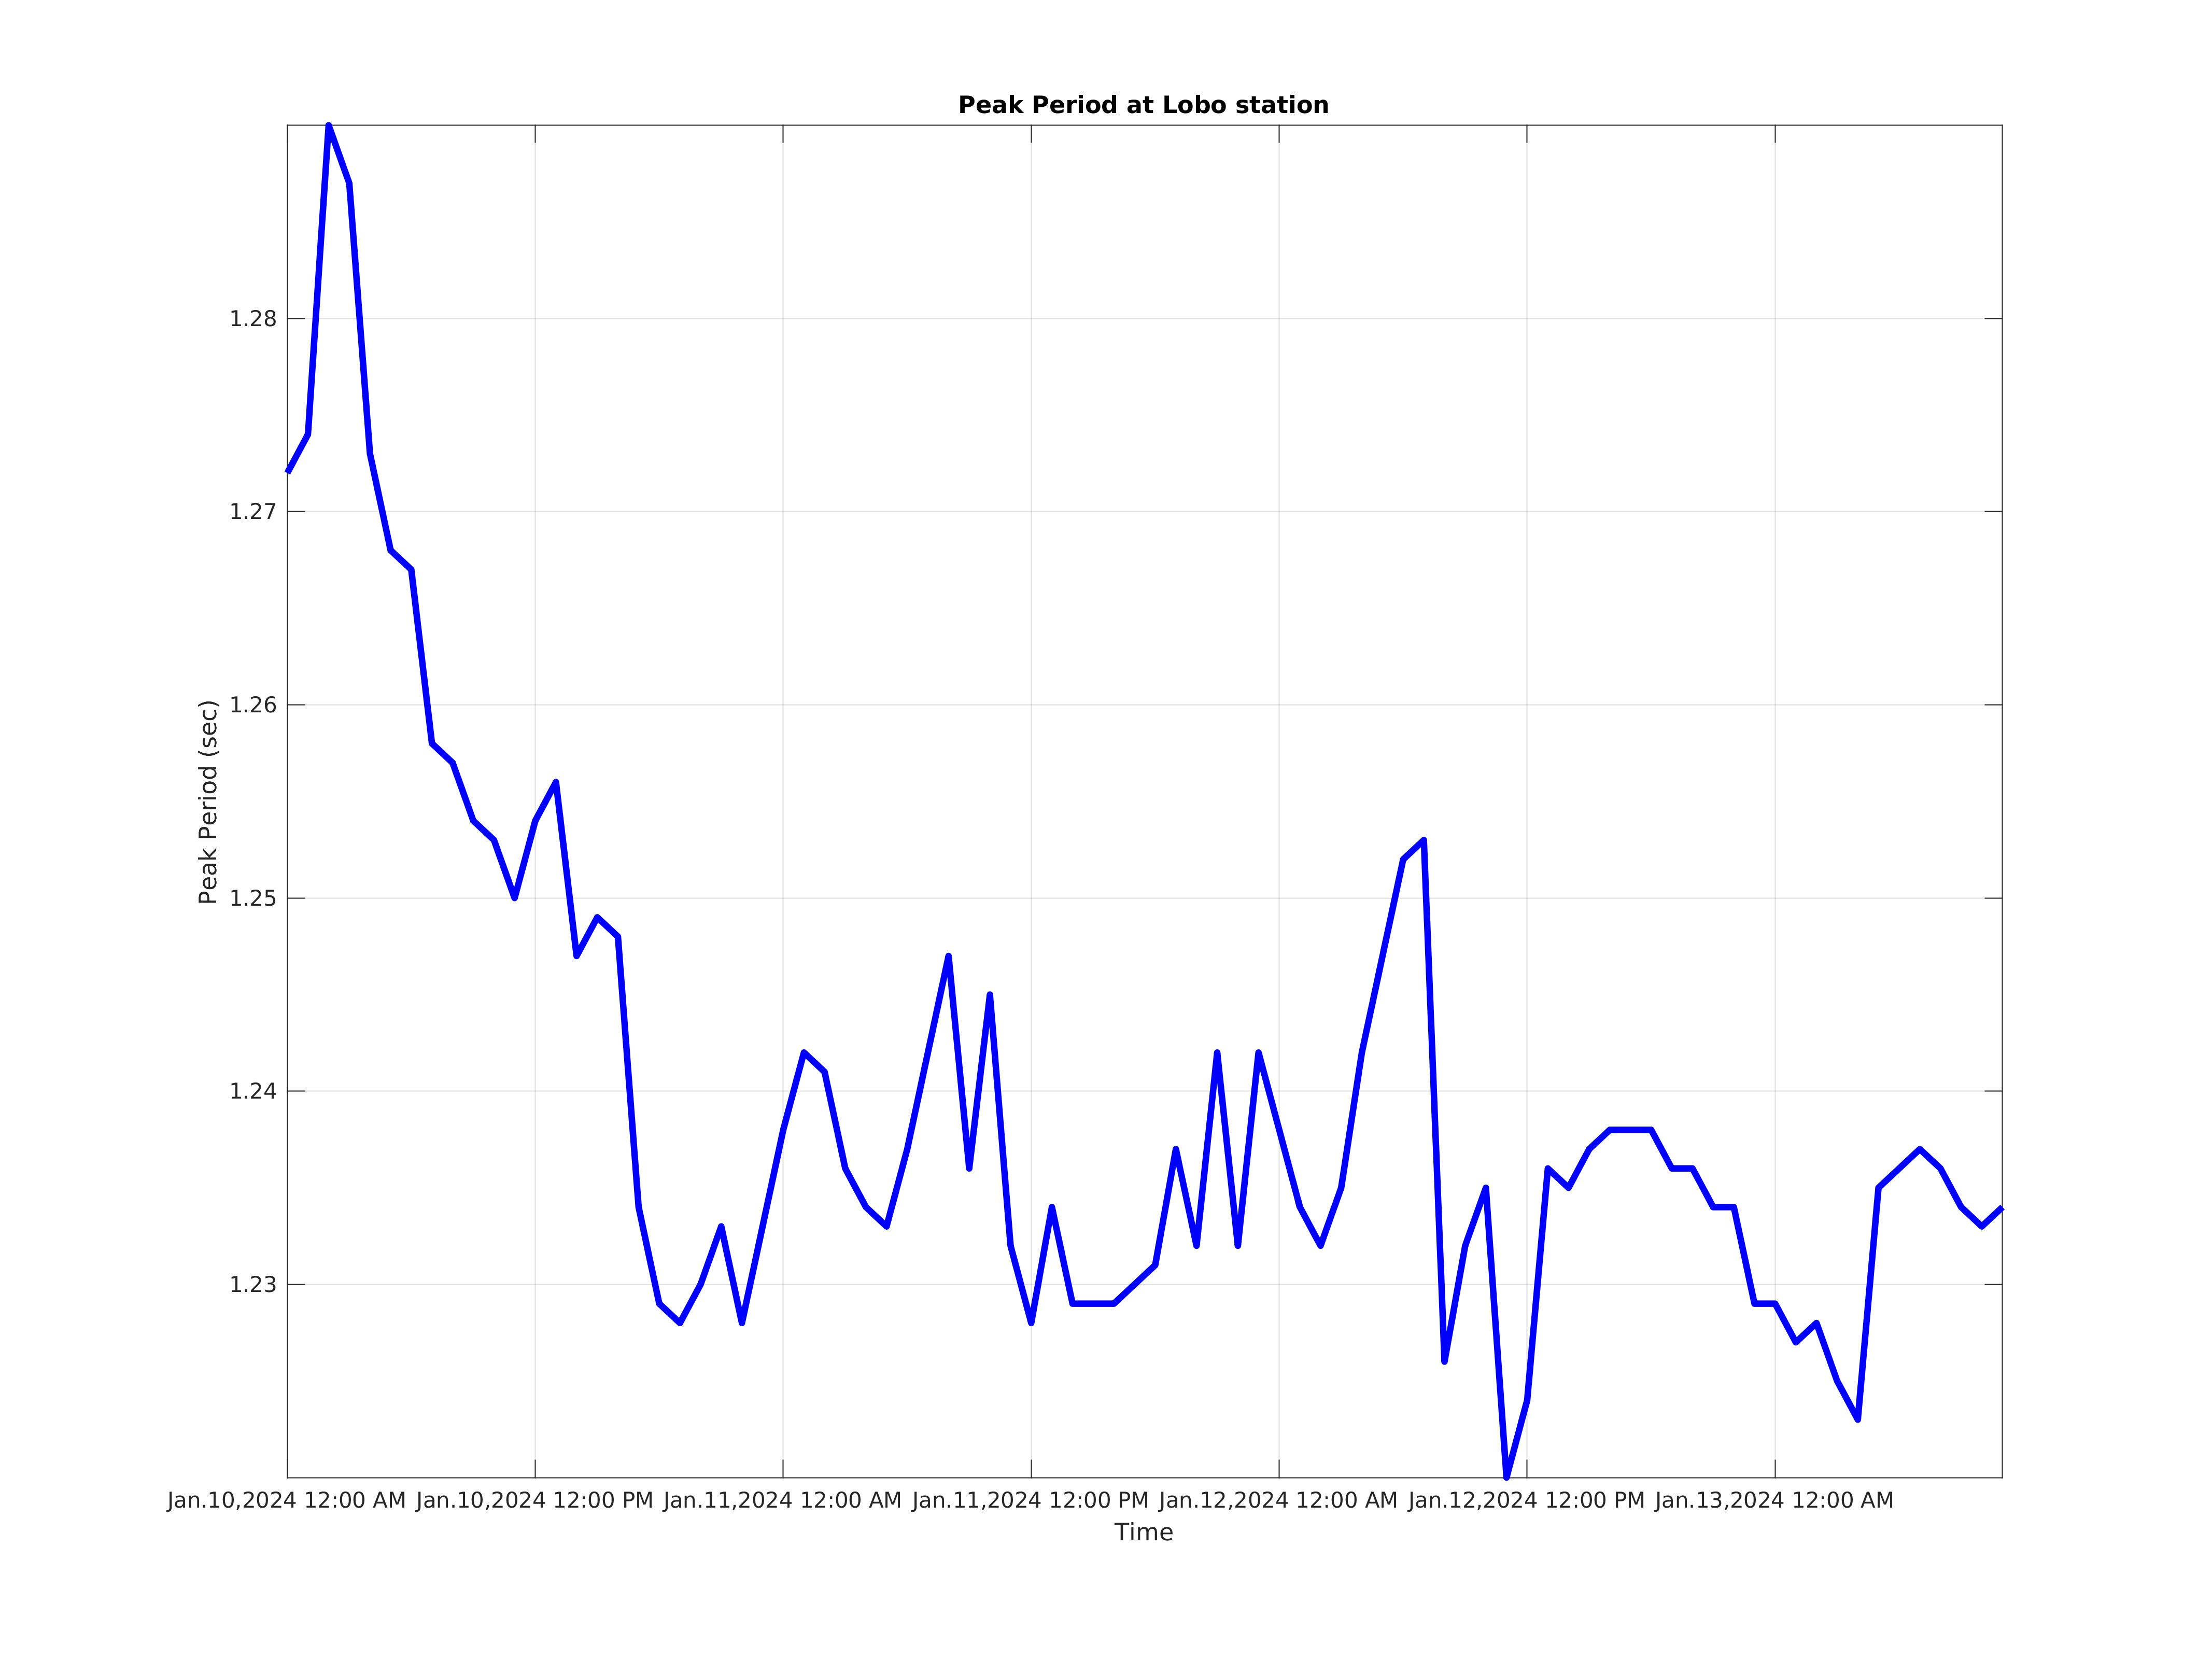 Peak Period at Lobo station
Peak Period (sec)
1.28
1.27
1.26
1.25
1.24
1.23
Jan.10,2024 12:00 AM Jan.10,2024 12:00 PM Jan.11,2024 12:00 AM Jan.11,2024 12:00 PM Jan.12,2024 12:00 AM Jan.12,2024 12:00 PM Jan.13,2024 12:00 AM
Time